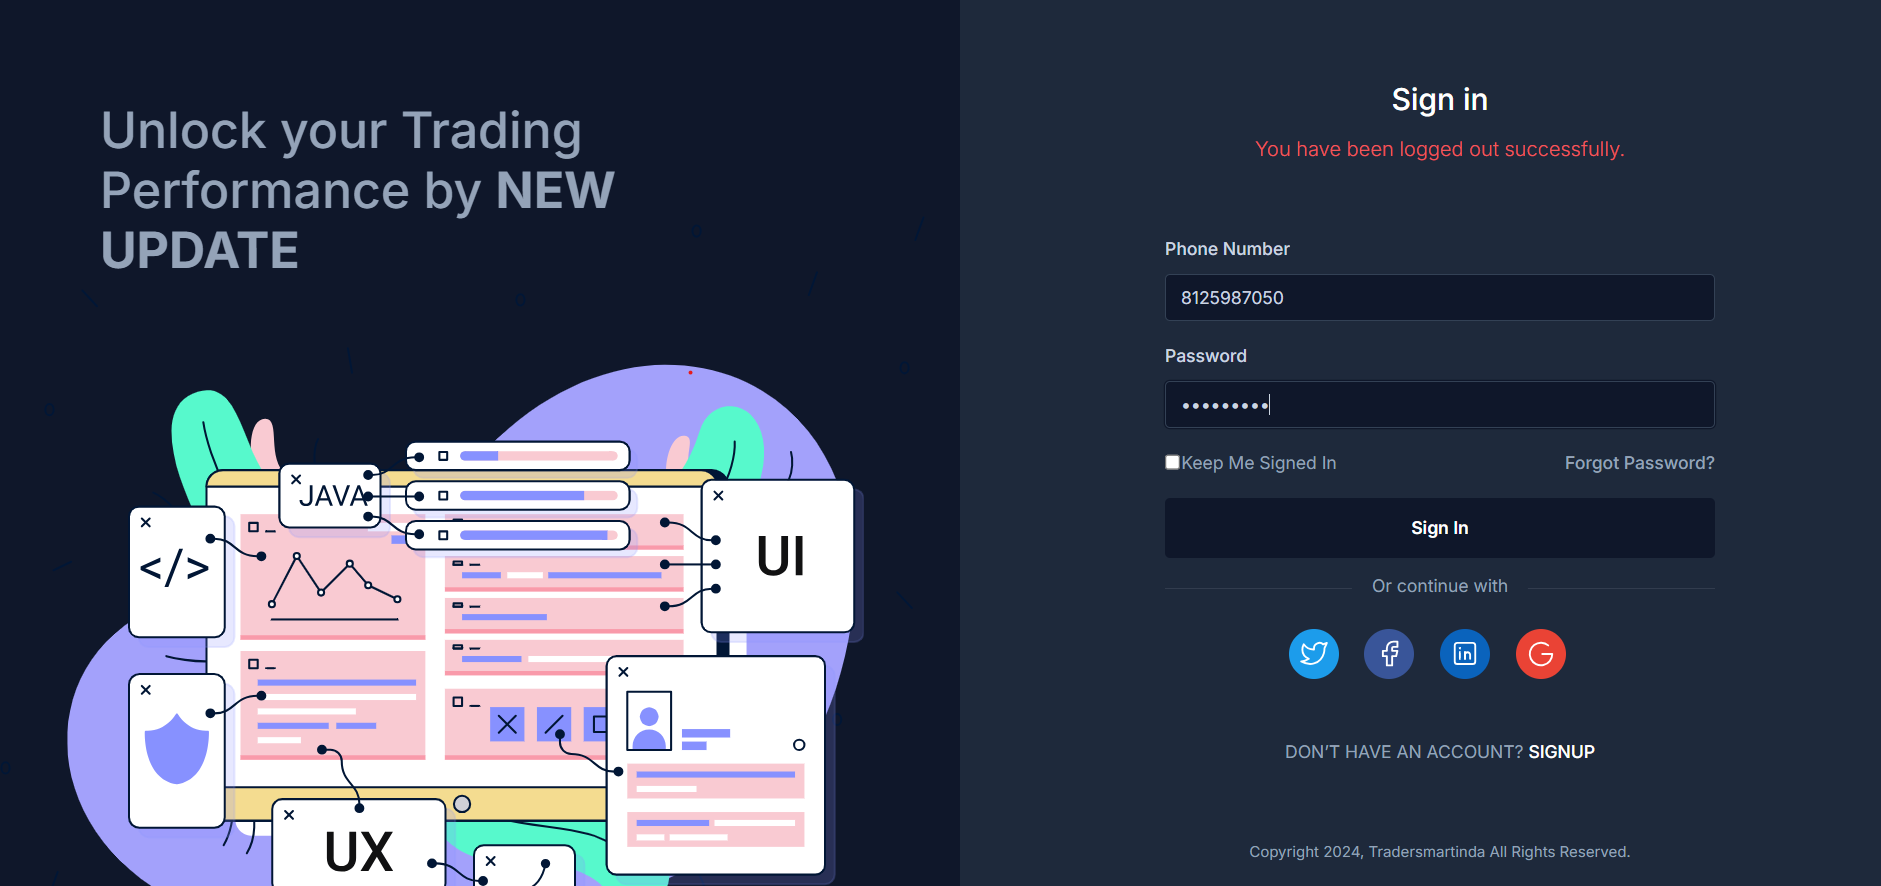 Unlock your Trading
Performance by NEW
UPDATE
JAVA
</>
UI
UX
Sign in
You have been logged out successfully.
Phone Number
8125987050
Password
•••••••••
Keep Me Signed In
Forgot Password?
Sign In
Or continue with
DON'T HAVE AN ACCOUNT? SIGNUP
Copyright 2024, Tradersmartinda All Rights Reserved.